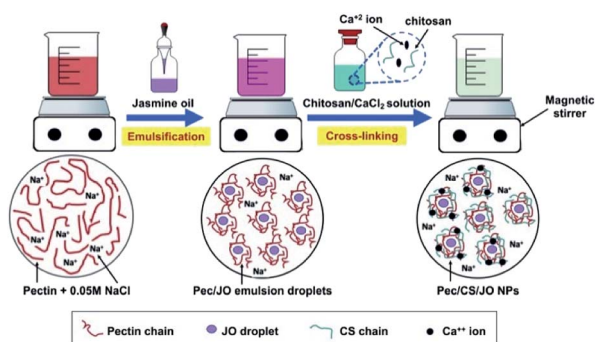 Ca⁺² ion
chitosan
Jasmine oil
Emulsification
Chitosan/CaCl₂ solution
Cross-linking
Magnetic
stirrer
Na⁺
Na⁺
Na⁺
Na⁺
Na⁺
Na⁺
Na⁺
Na⁺
Na⁺
Na⁺
Na⁺
Na⁺
Na⁺
Pectin + 0.05M NaCl
Pec/JO emulsion droplets
Pec/CS/JO NPs
Pectin chain
JO droplet
CS chain
Ca⁺⁺ ion